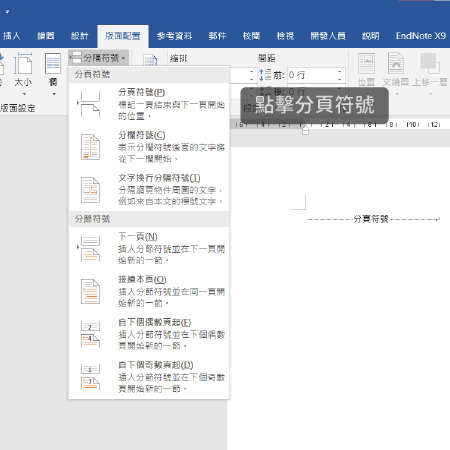 插入 繪圖 設計 版面配置 參考資料 郵件 校閱 檢視 開發人員 說明 EndNote X9
分隔符號 縮排 間距
前: 0 行
後: 0 行
大小 欄 位置 文繞圖 上移一層
版面設定
點擊分頁符號
分頁符號
分頁符號(P)
標記一頁結束與下一頁開始
的位置。
分欄符號(C)
表示分欄符號後面的文字將
從下一欄開始。
文字換行分隔符號(T)
分隔網頁物件周圍的文字，
例如來自本文的標號文字。
分節符號
下一頁(N)
插入分節符號並在下一頁開
始新的一節。
接續本頁(O)
插入分節符號並在同一頁開
始新的一節。
自下個偶數頁起(E)
插入分節符號並在下個偶數
頁開始新的一節。
自下個奇數頁起(D)
插入分節符號並在下個奇數
頁開始新的一節。
分頁符號